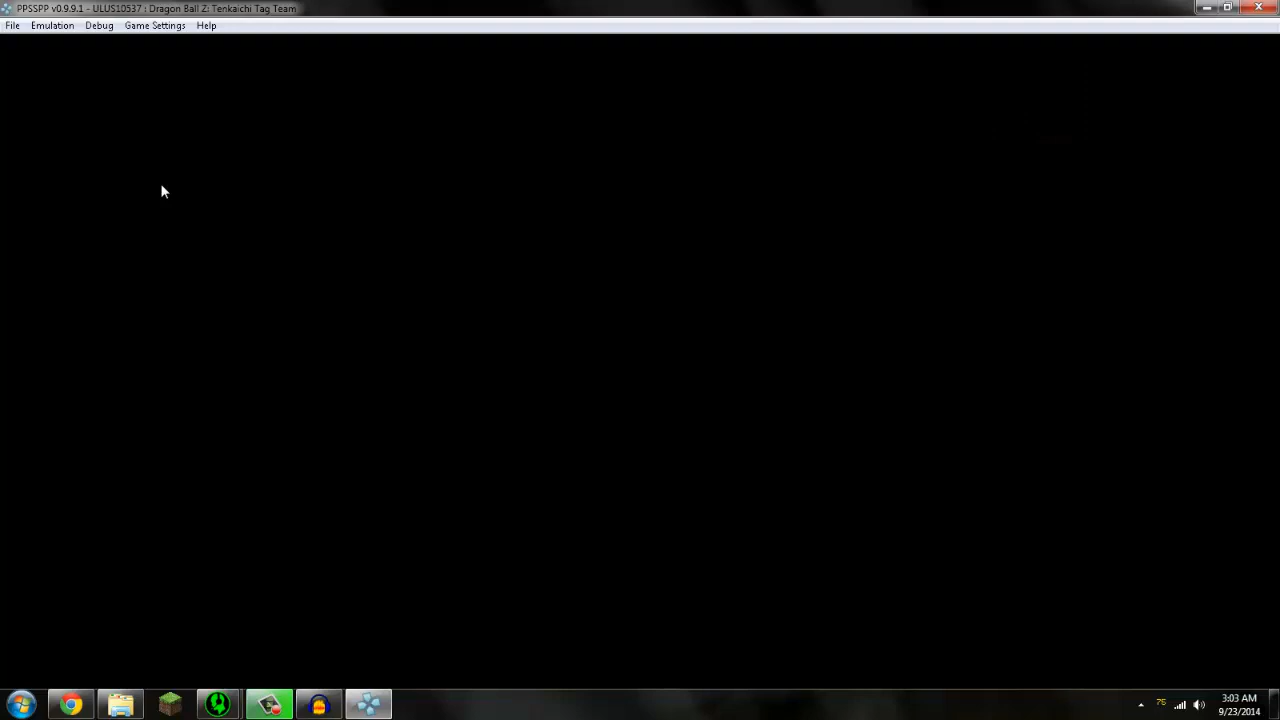 PPSSPP v0.9.9.1 - ULUS10537 : Dragon Ball Z: Tenkaichi Tag Team
File Emulation Debug Game Settings Help
76
3:03 AM
9/23/2014